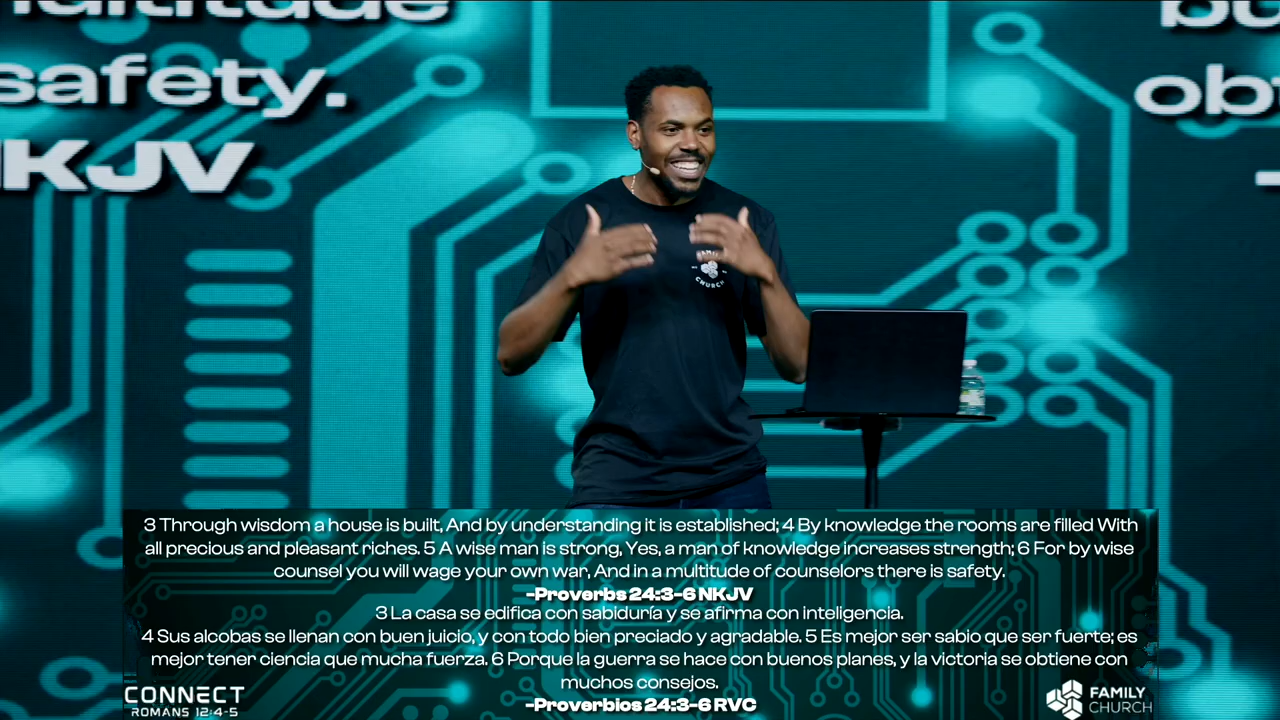 multitude
safety.
NKJV
FAMILY
CHURCH
3 Through wisdom a house is built, And by understanding it is established; 4 By knowledge the rooms are filled With
all precious and pleasant riches. 5 A wise man is strong, Yes, a man of knowledge increases strength; 6 For by wise
counsel you will wage your own war, And in a multitude of counselors there is safety.
-Proverbs 24:3-6 NKJV
3 La casa se edifica con sabiduría y se afirma con inteligencia.
4 Sus alcobas se llenan con buen juicio, y con todo bien preciado y agradable. 5 Es mejor ser sabio que ser fuerte; es
mejor tener ciencia que mucha fuerza. 6 Porque la guerra se hace con buenos planes, y la victoria se obtiene con
muchos consejos.
-Proverbios 24:3-6 RVC
CONNECT
ROMANS 12:4-5
FAMILY
CHURCH